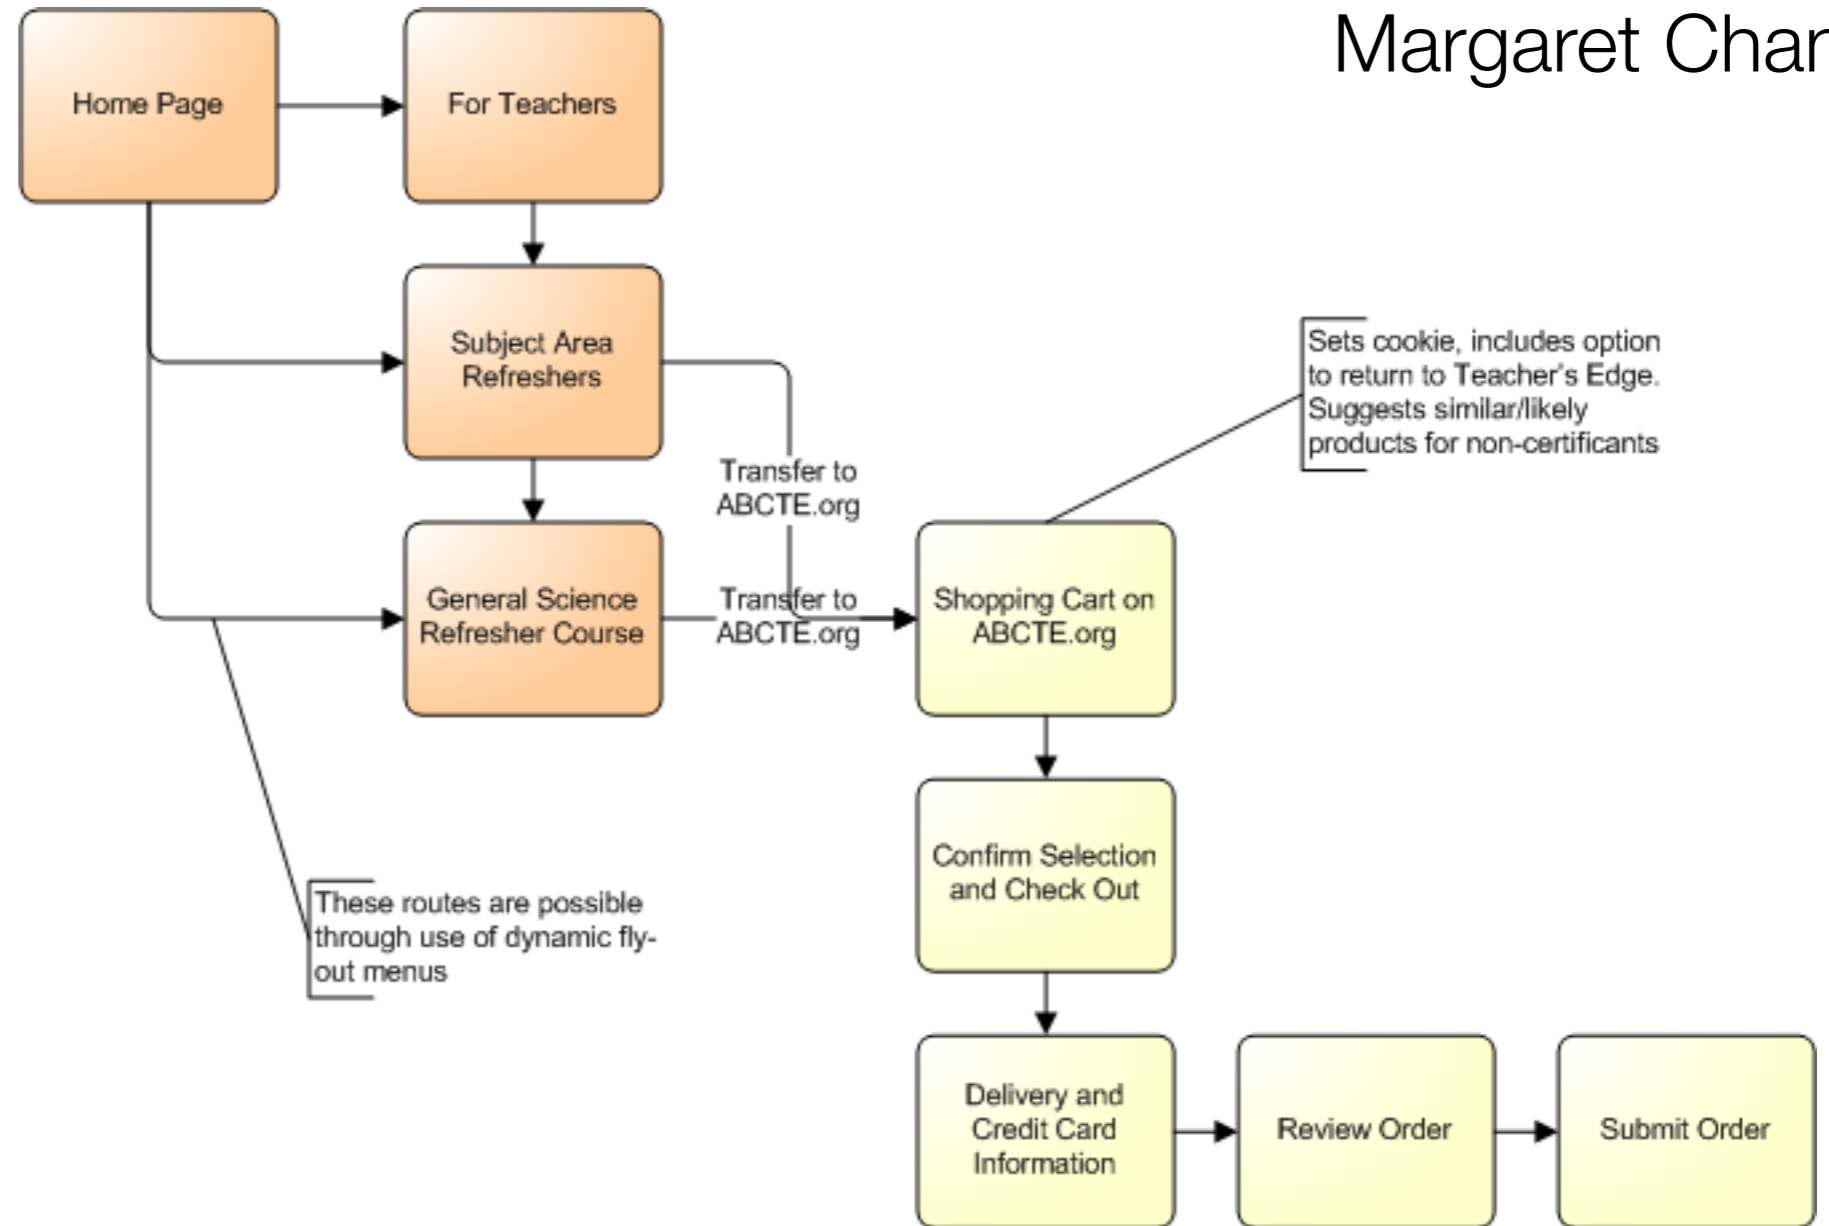 Margaret Chan
Home Page
For Teachers
Subject Area
Refreshers
Sets cookie, includes option
to return to Teacher's Edge.
Suggests similar/likely
products for non-certificants
Transfer to
ABCTE.org
General Science
Refresher Course
Transfer to
ABCTE.org
Shopping Cart on
ABCTE.org
Confirm Selection
and Check Out
These routes are possible
through use of dynamic fly-
out menus
Delivery and
Credit Card
Information
Review Order
Submit Order